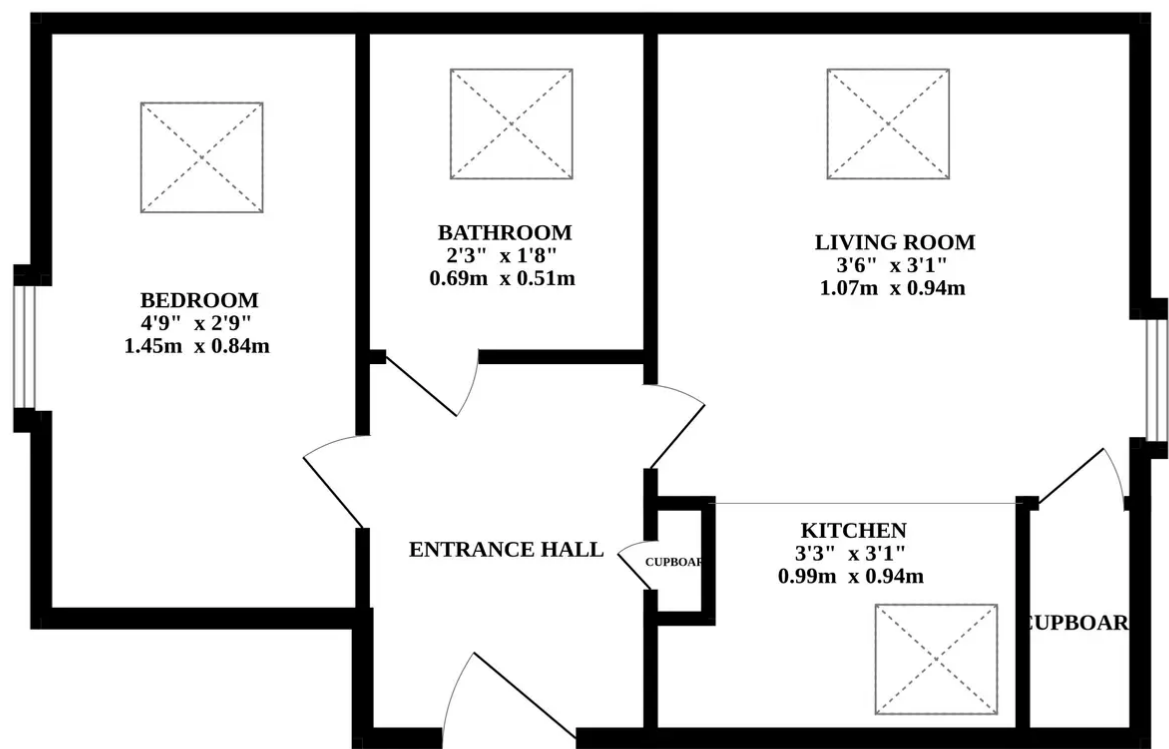 BATHROOM
2'3" x 1'8"
0.69m x 0.51m
LIVING ROOM
3'6" x 3'1"
1.07m x 0.94m
BEDROOM
4'9" x 2'9"
1.45m x 0.84m
KITCHEN
3'3" x 3'1"
0.99m x 0.94m
ENTRANCE HALL
CUPBOAR
CUPBOAR